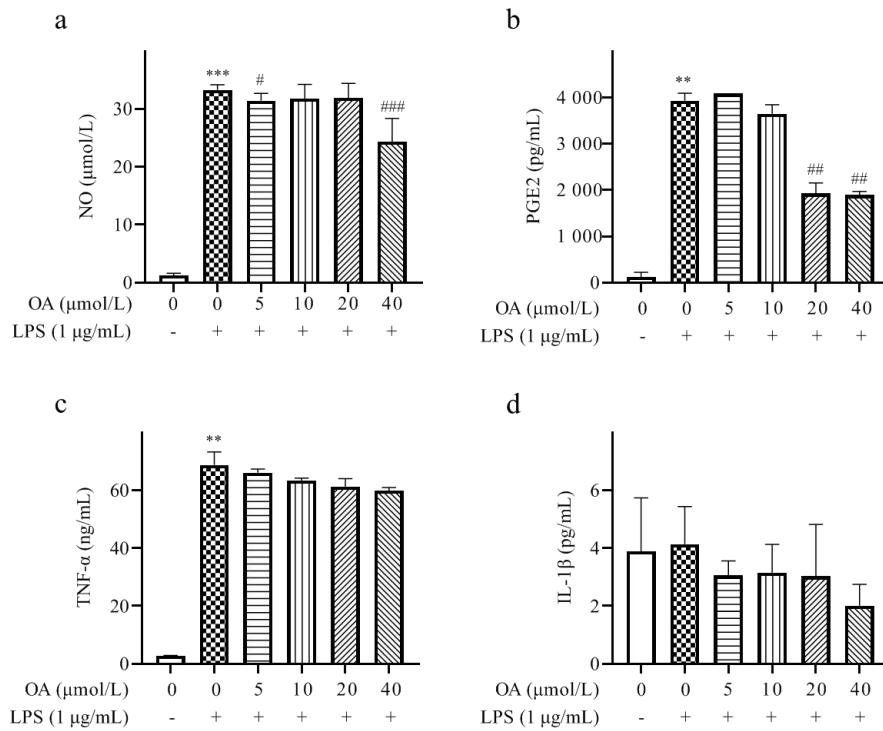 a
NO (μmol/L)
30
20
10
0
***
#
###
OA (μmol/L) 0 0 5 10 20 40
LPS (1 μg/mL) - + + + + +
b
PGE2 (pg/mL)
4 000
3 000
2 000
1 000
0
**
##
##
OA (μmol/L) 0 0 5 10 20 40
LPS (1 μg/mL) - + + + + +
c
TNF-α (ng/mL)
60
40
20
0
**
OA (μmol/L) 0 0 5 10 20 40
LPS (1 μg/mL) - + + + + +
d
IL-1β (pg/mL)
6
4
2
0
OA (μmol/L) 0 0 5 10 20 40
LPS (1 μg/mL) - + + + + +